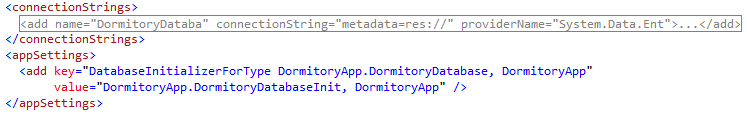 <connectionStrings>
<add name="DormitoryDataba" connectionString="metadata=res://" providerName="System.Data.Ent">...</add>
</connectionStrings>
<appSettings>
<add key="DatabaseInitializerForType DormitoryApp.DormitoryDatabase, DormitoryApp"
value="DormitoryApp.DormitoryDatabaseInit, DormitoryApp" />
</appSettings>